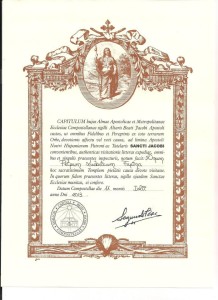 CAPITULUM hujus Almae Apostolicae et Metropolitanae
Ecclesiae Compostellanae sigilli Altaris Beati Jacobi Apostoli
custos, ut omnibus Fidelibus et Peregrinis ex toto terrarum
Orbe, devotionis affectu vel voti causa, ad limina Apostoli
Nostri Hispaniarum Patroni ac Tutelaris SANCTI JACOBI
convenientibus, authenticas visitationis litteras expediat, omnibus
et singulis praesentes inspecturis, notum facit:
hoc sacratissimum Templum pietatis causa devote visitasse.
In quorum fidem praesentes litteras, sigillo ejusdem Sanctae
Ecclesiae munitas, ei confero.
Datum Compostellae die mensis
anno Dni